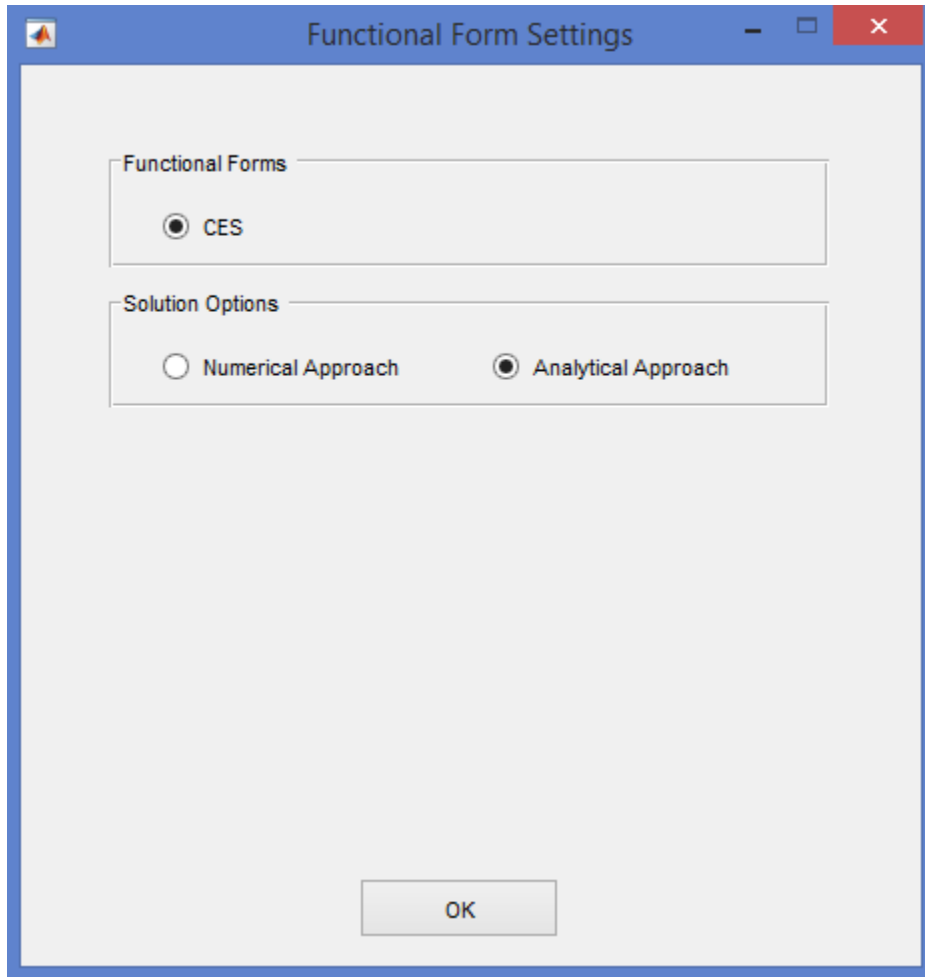 Functional Form Settings
Functional Forms
CES
Solution Options
Numerical Approach Analytical Approach
OK